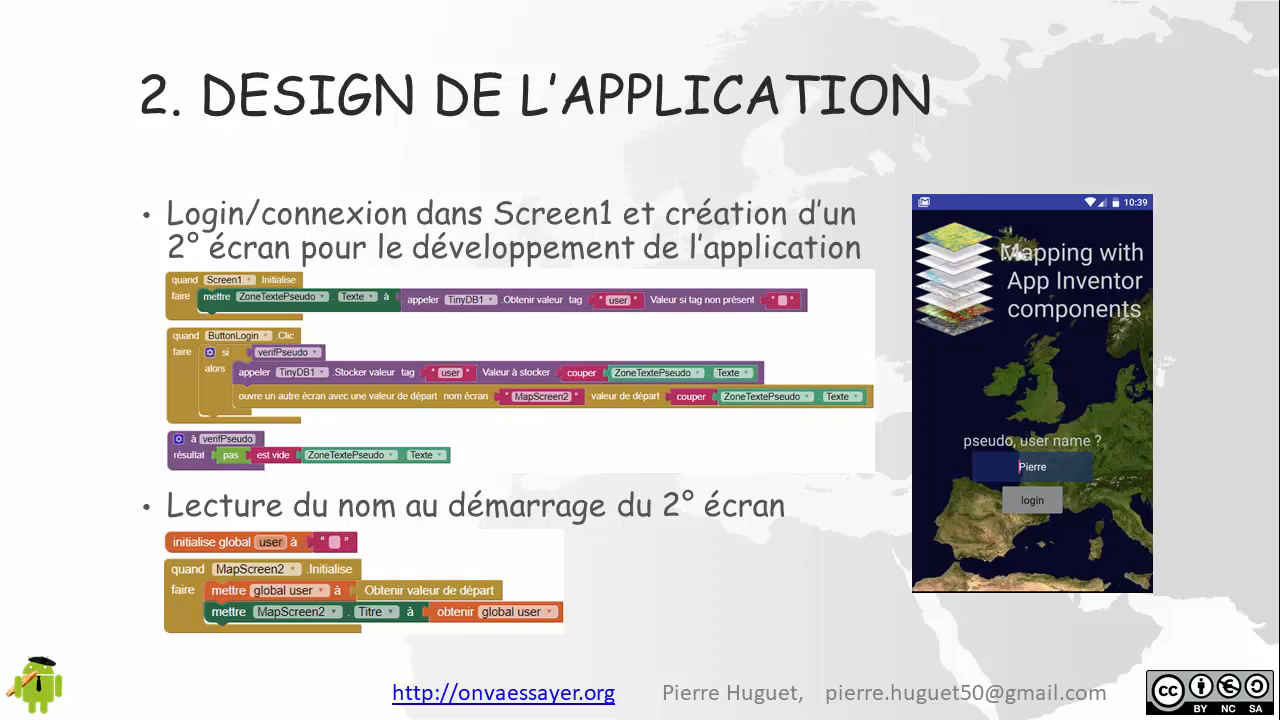 2. DESIGN DE L’APPLICATION
• Login/connexion dans Screen1 et création d’un
2° écran pour le développement de l’application
quand Screen1 .Initialise
faire mettre ZoneTextePseudo . Texte à appeler TinyDB1 .Obtenir valeur tag " user " Valeur si tag non présent " "
quand ButtonLogin .Clic
faire si verifPseudo
alors appeler TinyDB1 .Stocker valeur tag " user " Valeur à stocker couper ZoneTextePseudo . Texte
ouvre un autre écran avec une valeur de départ nom écran " MapScreen2 " valeur de départ couper ZoneTextePseudo . Texte
à verifPseudo
résultat pas est vide ZoneTextePseudo . Texte
• Lecture du nom au démarrage du 2° écran
initialise global user à " "
quand MapScreen2 .Initialise
faire mettre global user à Obtenir valeur de départ
mettre MapScreen2 . Titre à obtenir global user
10:39
Mapping with
App Inventor
components
pseudo, user name ?
Pierre
login
http://onvaessayer.org Pierre Huguet, pierre.huguet50@gmail.com
cc
BY NC SA